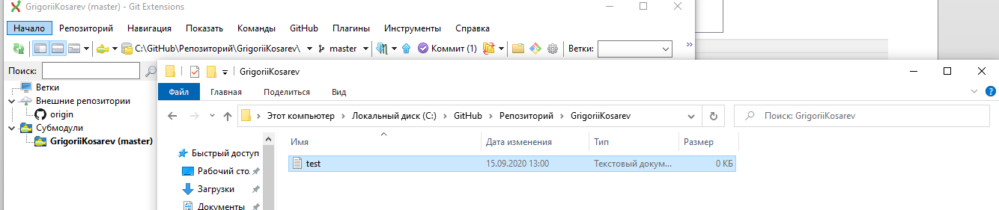 GrigoriiKosarev (master) - Git Extensions
Начало Репозиторий Навигация Показать Команды GitHub Плагины Инструменты Справка
C:\GitHub\Репозиторий\GrigoriiKosarev\ master Коммит (1) Ветки:
Поиск:
Ветки
Внешние репозитории
origin
Субмодули
GrigoriiKosarev (master)
GrigoriiKosarev
Файл Главная Поделиться Вид
Этот компьютер Локальный диск (C:) GitHub Репозиторий GrigoriiKosarev Поиск: GrigoriiKosarev
Имя Дата изменения Тип Размер
Быстрый доступ
Рабочий сто.
Загрузки
Документы
test 15.09.2020 13:00 Текстовый докум... 0 КБ